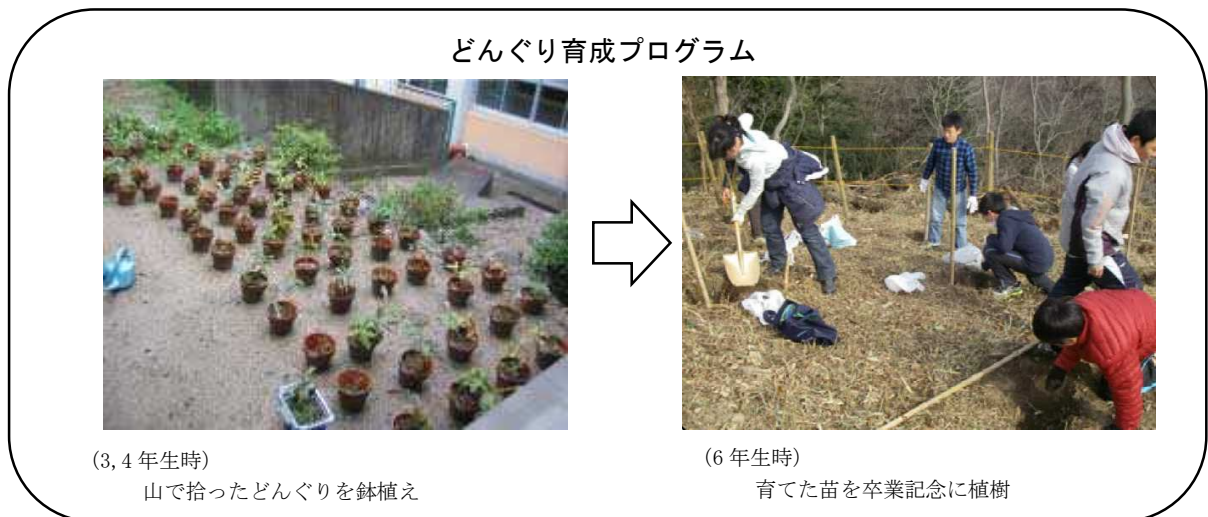 どんぐり育成プログラム
(3, 4 年生時)
山で拾ったどんぐりを鉢植え
(6 年生時)
育てた苗を卒業記念に植樹